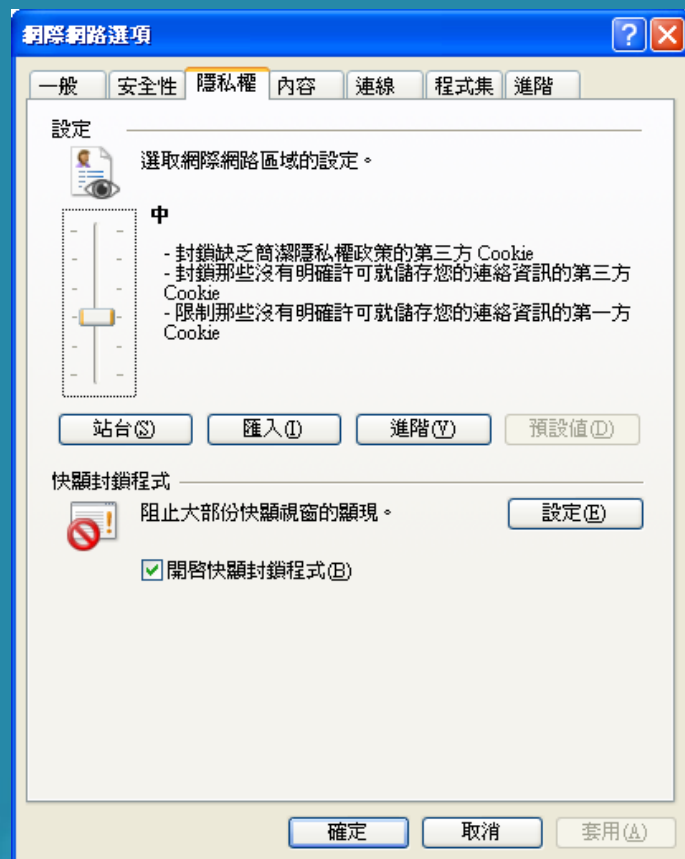 網際網路選項
一般 安全性 隱私權 內容 連線 程式集 進階
設定
選取網際網路區域的設定。
中
- 封鎖缺乏簡潔隱私權政策的第三方 Cookie
- 封鎖那些沒有明確許可就儲存您的連絡資訊的第三方
Cookie
- 限制那些沒有明確許可就儲存您的連絡資訊的第一方
Cookie
站台(S) 匯入(I) 進階(V) 預設值(D)
快顯封鎖程式
阻止大部份快顯視窗的顯現。 設定(E)
開啓快顯封鎖程式(B)
確定 取消 套用(A)